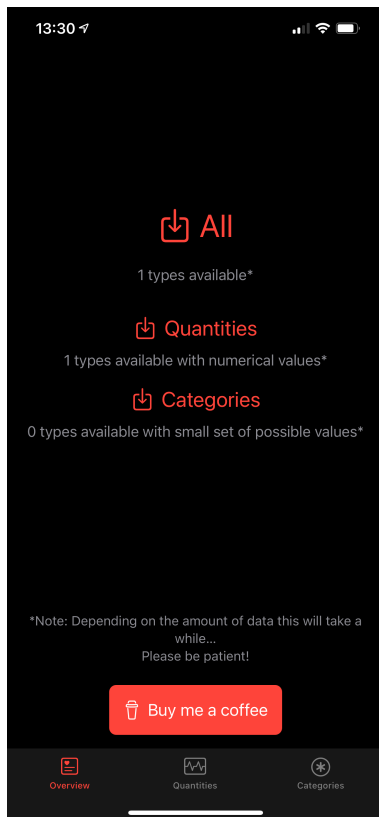 13:30
All
1 types available*
Quantities
1 types available with numerical values*
Categories
0 types available with small set of possible values*
*Note: Depending on the amount of data this will take a
while...
Please be patient!
Buy me a coffee
Overview
Quantities
Categories